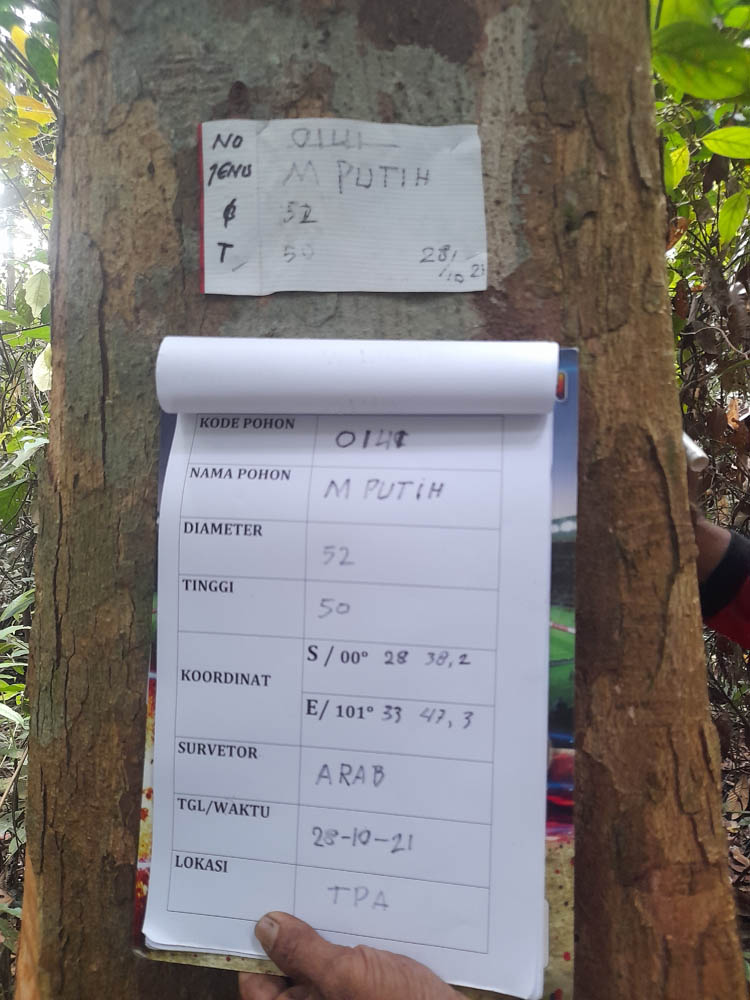 NO 0141
JENIS M PUTIH
ϕ 52
T 50 28/10 21
KODE POHON 0141
NAMA POHON M PUTIH
DIAMETER 52
TINGGI 50
KOORDINAT S / 00° 28 38,2
E/ 101° 33 47,3
SURVETOR ARAB
TGL/WAKTU 28-10-21
LOKASI TPA